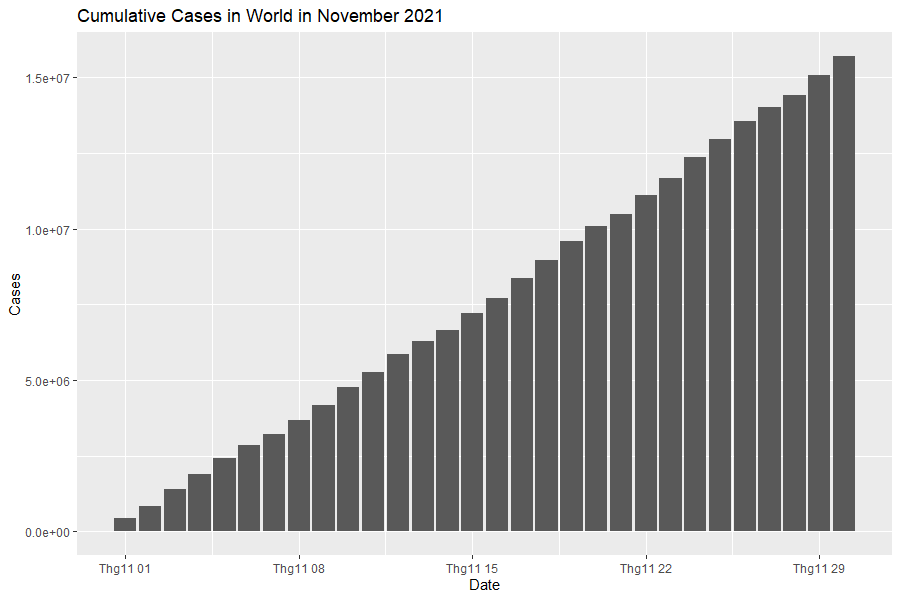 Cumulative Cases in World in November 2021
1.5e+07
1.0e+07
5.0e+06
0.0e+00
Cases
Thg11 01 Thg11 08 Thg11 15 Thg11 22 Thg11 29
Date